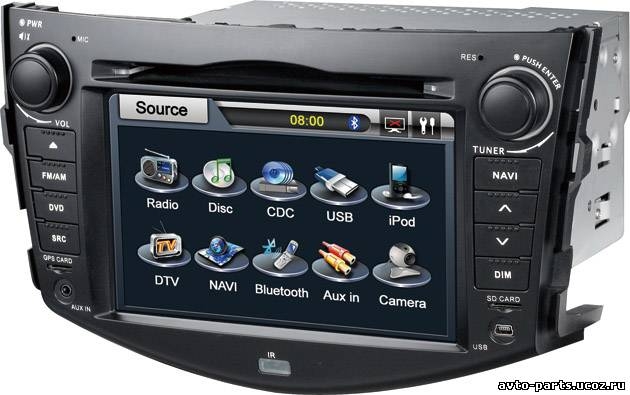 PWR
MIC
VOL
FM/AM
DVD
SRC
GPS CARD
AUX IN
Source
08:00
Radio
Disc
CDC
USB
iPod
DTV
TV
NAVI
Bluetooth
Aux in
Camera
IR
RES
PUSH ENTER
TUNER
NAVI
DIM
SD CARD
USB
avto-parts.ucoz.ru